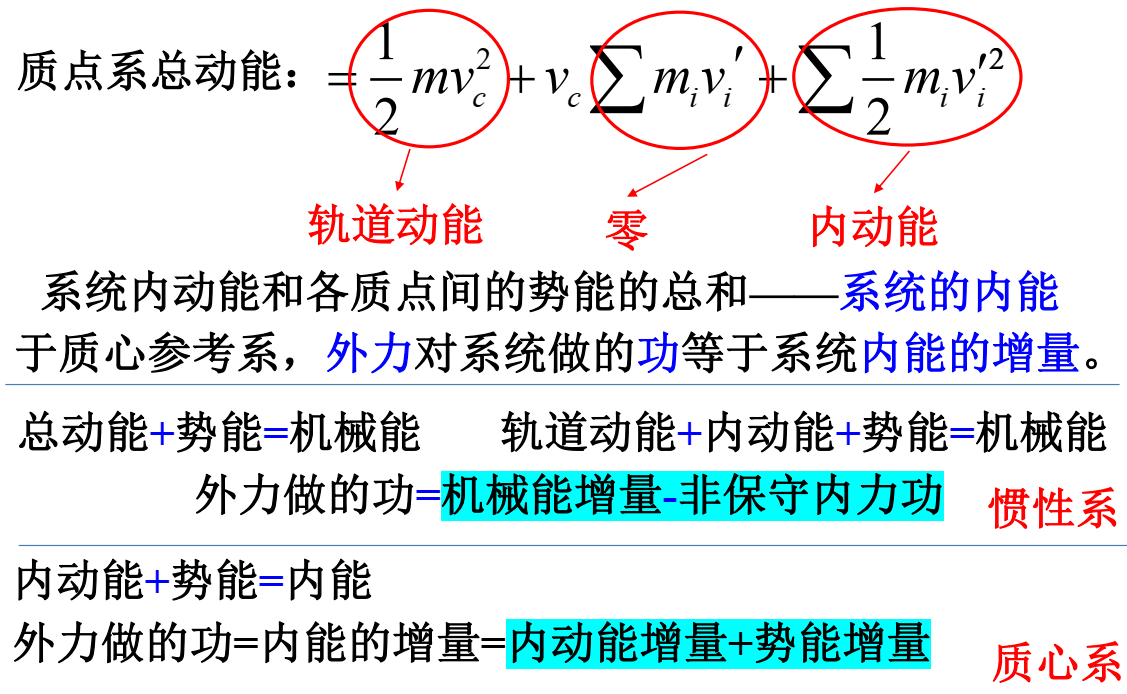 质点系总动能：= \frac{1}{2} m v_c^2 + v_c \sum m_i v_i' + \sum \frac{1}{2} m_i v_i'^2
轨道动能 零 内动能
系统内动能和各质点间的势能的总和——系统的内能
于质心参考系，外力对系统做的功等于系统内能的增量。
总动能+势能=机械能 轨道动能+内动能+势能=机械能
外力做的功=机械能增量-非保守内力功 惯性系
内动能+势能=内能
外力做的功=内能的增量=内动能增量+势能增量 质心系